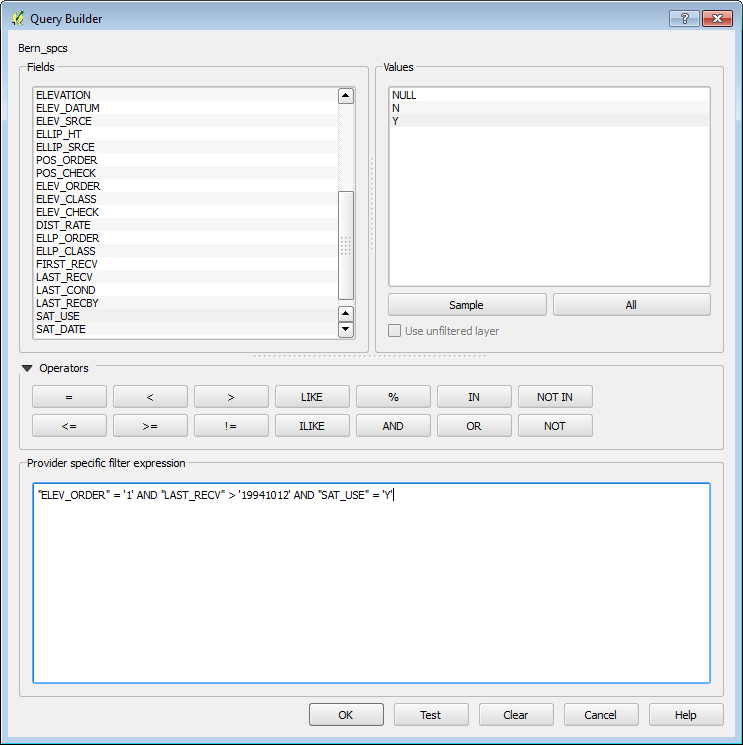 Query Builder
?
Bern_spcs
Fields
ELEVATION
ELEV_DATUM
ELEV_SRCE
ELLIP_HT
ELLIP_SRCE
POS_ORDER
POS_CHECK
ELEV_ORDER
ELEV_CLASS
ELEV_CHECK
DIST_RATE
ELLP_ORDER
ELLP_CLASS
FIRST_RECV
LAST_RECV
LAST_COND
LAST_RECBY
SAT_USE
SAT_DATE
Values
NULL
N
Y
Sample All
Use unfiltered layer
Operators
= < > LIKE % IN NOT IN
<= >= != ILIKE AND OR NOT
Provider specific filter expression
"ELEV_ORDER" = '1' AND "LAST_RECV" > '19941012' AND "SAT_USE" = 'Y'
OK Test Clear Cancel Help